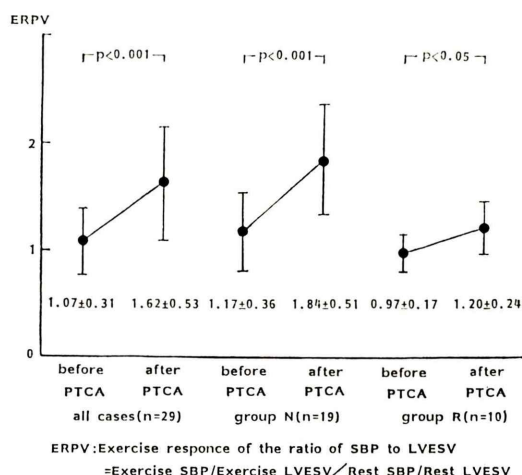 ERPV
p<0.001 p<0.001 p<0.05
2
1
1.07±0.31 1.62±0.53 1.17±0.36 1.84±0.51 0.97±0.17 1.20±0.24
0
before after before after before after
PTCA PTCA PTCA PTCA PTCA PTCA
all cases(n=29) group N(n=19) group R(n=10)
ERPV:Exercise responce of the ratio of SBP to LVESV
=Exercise SBP/Exercise LVESV/Rest SBP/Rest LVESV